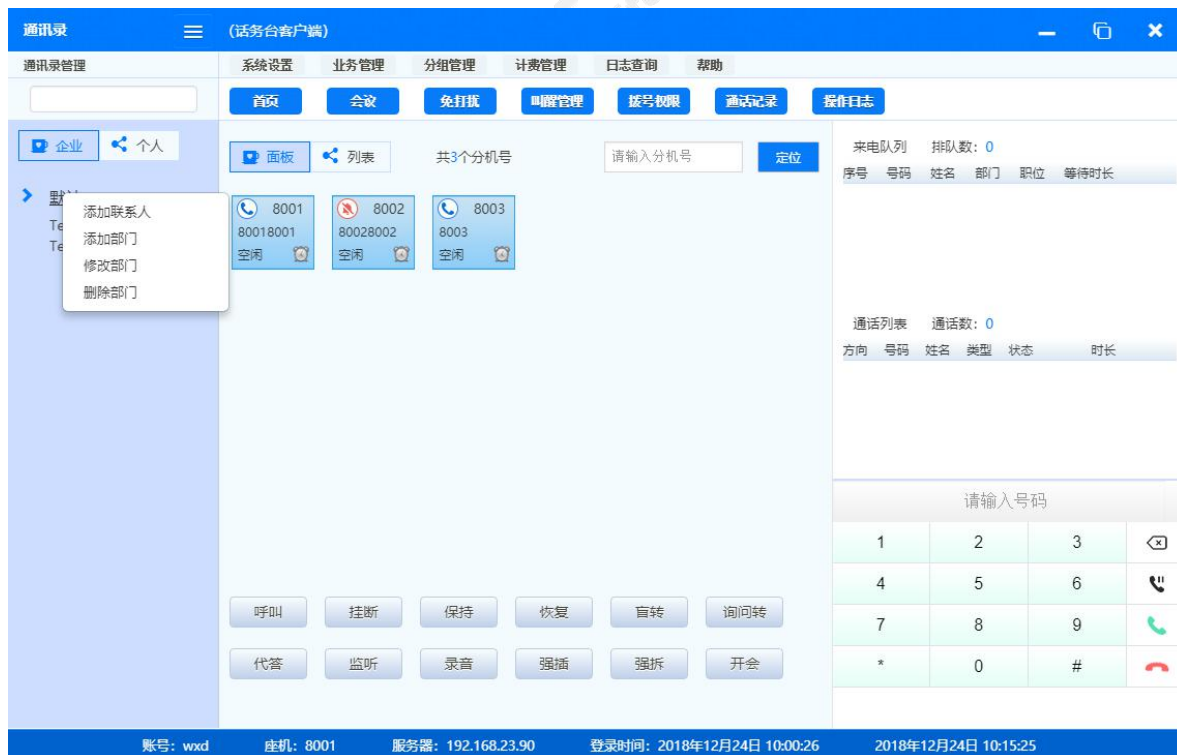 通讯录 (话务台客户端)
通讯录管理 系统设置 业务管理 分组管理 计费管理 日志查询 帮助
首页 会议 免打扰 叫醒管理 拨号权限 通话记录 操作日志
企业 个人
面板 列表 共3个分机号 请输入分机号 定位
来电队列 排队数: 0
序号 号码 姓名 部门 职位 等待时长
添加联系人
添加部门
修改部门
删除部门
Te
Te
8001
80018001
空闲
8002
80028002
空闲
8003
8003
空闲
通话列表 通话数: 0
方向 号码 姓名 类型 状态 时长
请输入号码
1 2 3
4 5 6
7 8 9
* 0 #
呼叫 挂断 保持 恢复 盲转 询问转
代答 监听 录音 强插 强拆 开会
账号: wxd 座机: 8001 服务器: 192.168.23.90 登录时间: 2018年12月24日 10:00:26 2018年12月24日 10:15:25